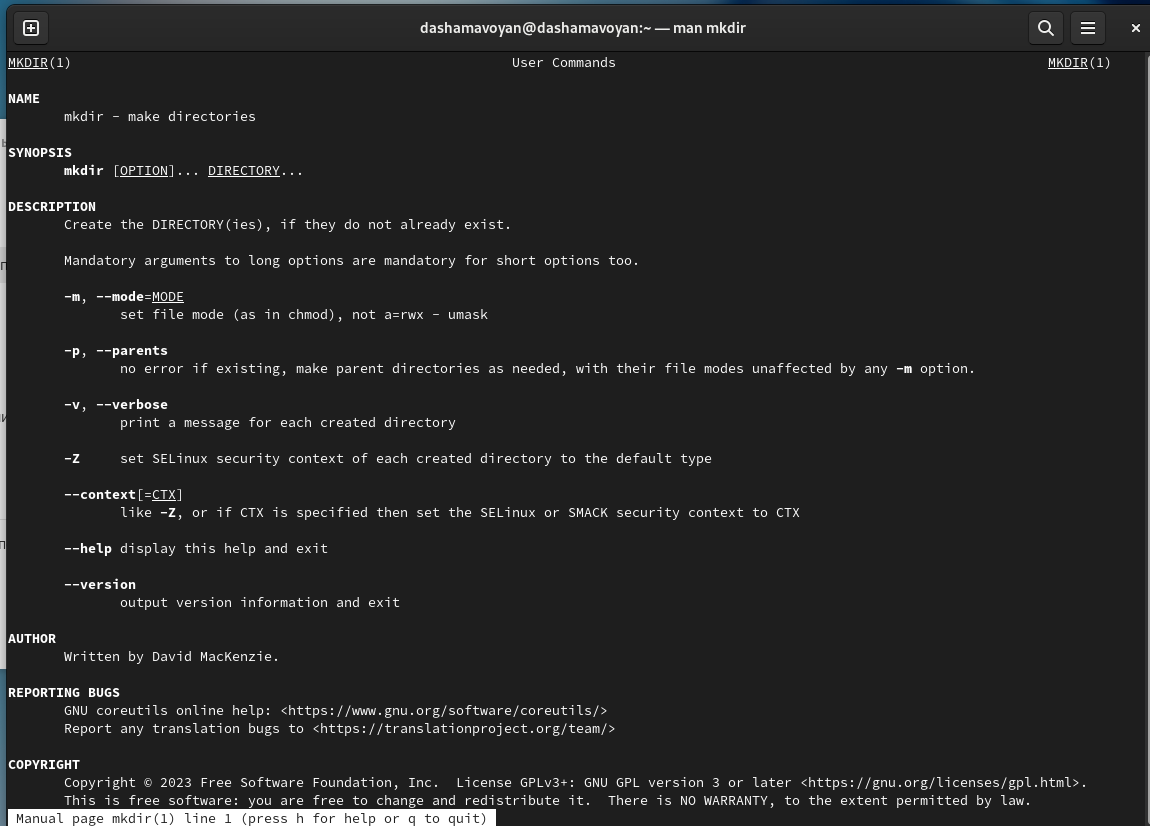 dashamavoyan@dashamavoyan:~ — man mkdir
MKDIR(1) User Commands MKDIR(1)
NAME
mkdir - make directories
SYNOPSIS
mkdir [OPTION]... DIRECTORY...
DESCRIPTION
Create the DIRECTORY(ies), if they do not already exist.
Mandatory arguments to long options are mandatory for short options too.
-m, --mode=MODE
set file mode (as in chmod), not a=rwx - umask
-p, --parents
no error if existing, make parent directories as needed, with their file modes unaffected by any -m option.
-v, --verbose
print a message for each created directory
-Z set SELinux security context of each created directory to the default type
--context[=CTX]
like -Z, or if CTX is specified then set the SELinux or SMACK security context to CTX
--help display this help and exit
--version
output version information and exit
AUTHOR
Written by David MacKenzie.
REPORTING BUGS
GNU coreutils online help: <https://www.gnu.org/software/coreutils/>
Report any translation bugs to <https://translationproject.org/team/>
COPYRIGHT
Copyright © 2023 Free Software Foundation, Inc. License GPLv3+: GNU GPL version 3 or later <https://gnu.org/licenses/gpl.html>.
This is free software: you are free to change and redistribute it. There is NO WARRANTY, to the extent permitted by law.
Manual page mkdir(1) line 1 (press h for help or q to quit)